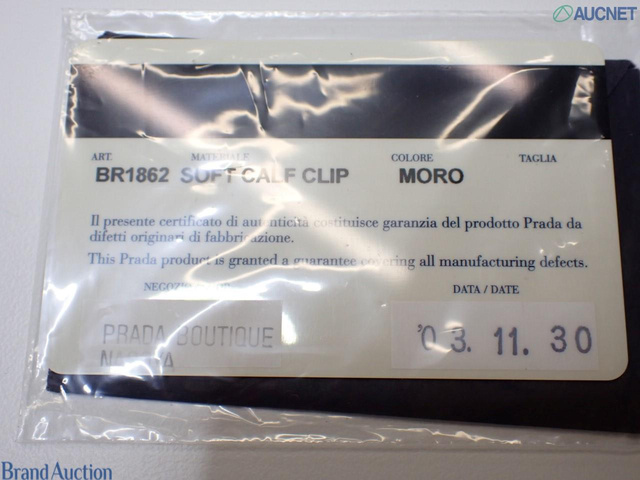 AUCNET
ART. MATERIALE COLORE TAGLIA
BR1862 SOFT CALF CLIP MORO
Il presente certificato di autenticità costituisce garanzia del prodotto Prada da
difetti originari di fabbricazione.
This Prada product is granted a guarantee covering all manufacturing defects.
DATA / DATE
PRADA BOUTIQUE
'03. 11. 30
Brand Auction